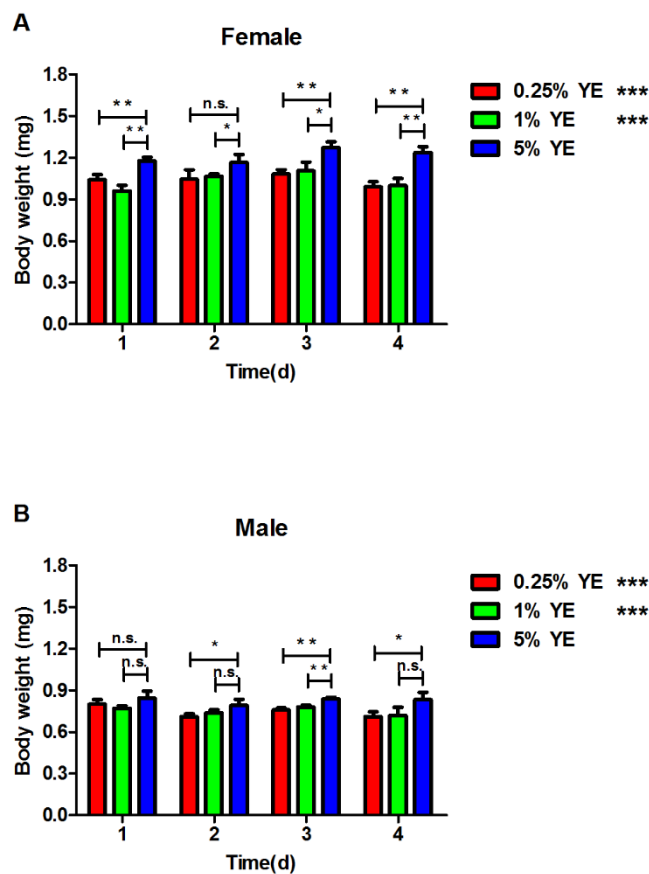 A
Female
Body weight (mg)
1.8
1.5
1.2
0.9
0.6
0.3
0.0
** n.s. ** **
** * * **
1 2 3 4
Time(d)
0.25% YE ***
1% YE ***
5% YE
B
Male
Body weight (mg)
1.8
1.5
1.2
0.9
0.6
0.3
0.0
n.s. * ** *
n.s. n.s. ** n.s.
1 2 3 4
Time(d)
0.25% YE ***
1% YE ***
5% YE